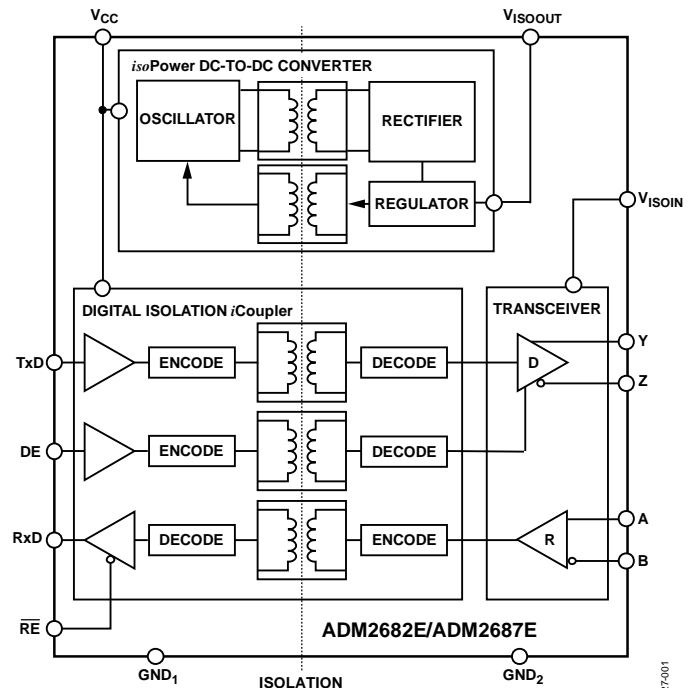 VCC
VISOOUT
isoPower DC-TO-DC CONVERTER
OSCILLATOR
RECTIFIER
REGULATOR
VISOIN
DIGITAL ISOLATION iCoupler
TRANSCEIVER
TxD
ENCODE
DECODE
D
Y
Z
DE
ENCODE
DECODE
RxD
DECODE
ENCODE
R
A
B
RE
ADM2682E/ADM2687E
GND1
ISOLATION
GND2